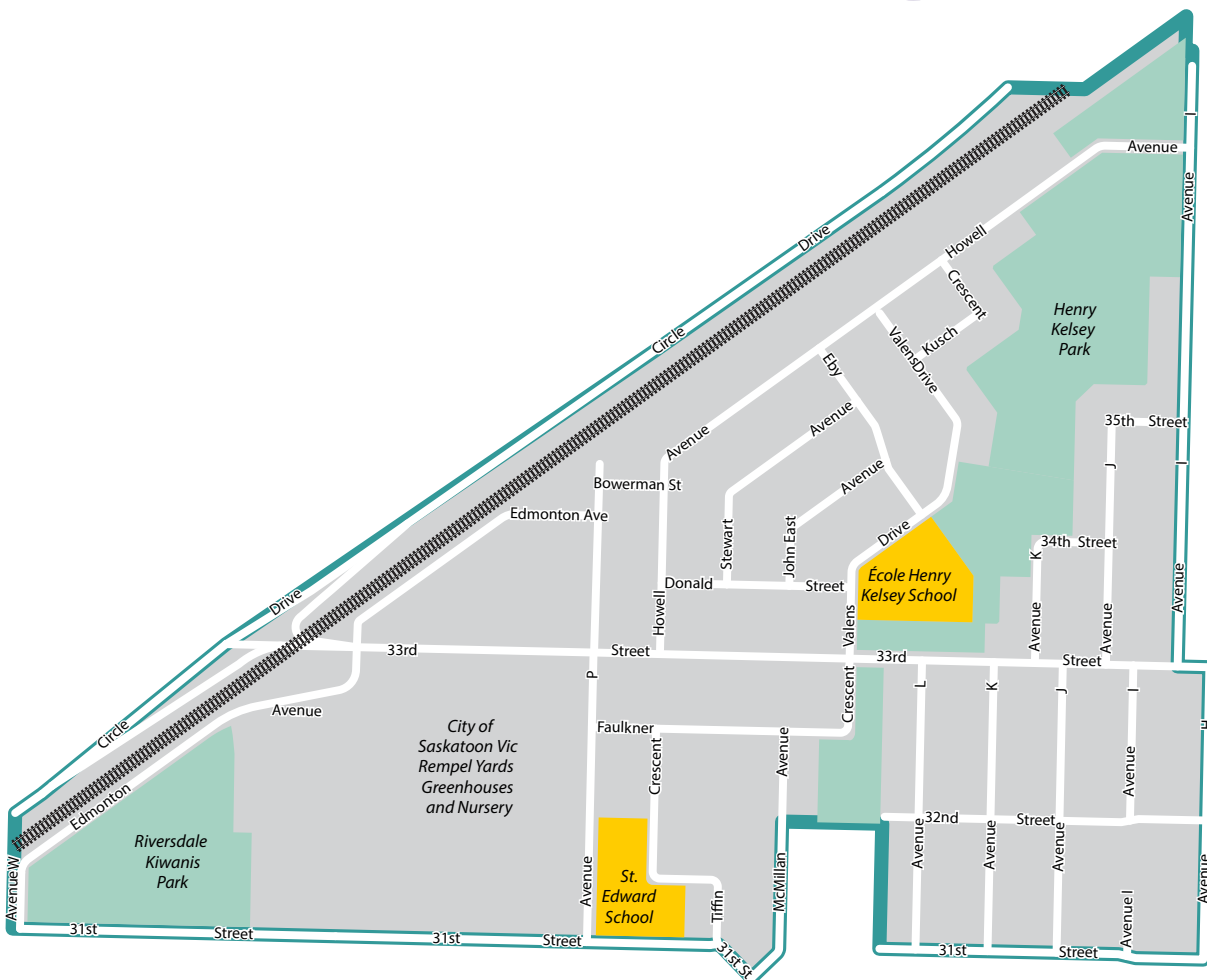 I
Avenue
Avenue
Drive
Howell
Crescent
Henry
Kelsey
Park
Circle
Kusch
ValensDrive
Eby
Avenue
35th Street
Avenue
J
I
Avenue
Bowerman St
Edmonton Ave
Stewart
John East
Drive
34th Street
K
École Henry
Kelsey School
Donald
Street
Drive
Howell
Valens
Avenue
Avenue
Avenue
33rd
Street
33rd
Street
P
L
K
J
I
H
Avenue
Crescent
City of
Saskatoon Vic
Rempel Yards
Greenhouses
and Nursery
Faulkner
Circle
Crescent
Avenue
Avenue
Edmonton
32nd
Street
Riversdale
Kiwanis
Park
Avenue
Avenue
Avenue
Avenue
AvenueW
Avenue
St.
Edward
School
Tiffin
McMillan
Avenue I
31st
Street
31st
Street
31st St
31st
Street